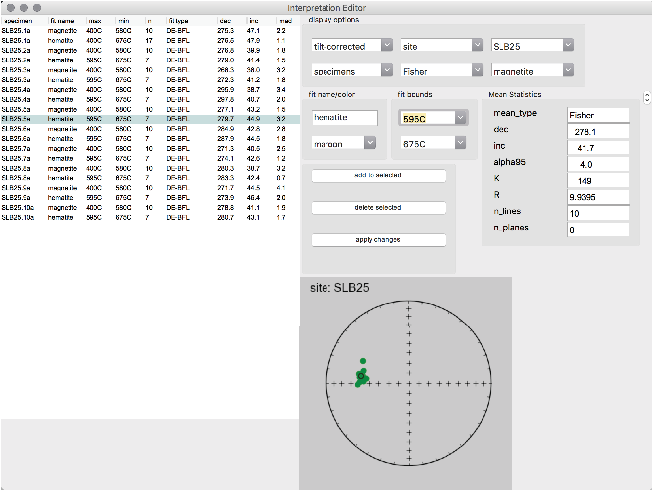 Interpretation Editor
specimen fit name max min n fit type dec inc mad
SLB25.1a magnetite 400C 580C 10 DE-BFL 275.3 47.1 2.2
SLB25.1a hematite 400C 675C 17 DE-BFL 276.8 47.9 1.1
SLB25.2a magnetite 400C 580C 10 DE-BFL 276.8 39.9 1.8
SLB25.2a hematite 595C 675C 7 DE-BFL 279.0 41.4 1.5
SLB25.3a magnetite 400C 580C 10 DE-BFL 36.0 3.2
SLB25.3a hematite 595C 675C 7 DE-BFL 272.3 41.2 1.8
SLB25.4a magnetite 400C 580C 10 DE-BFL 295.9 38.7 3.4
SLB25.4a hematite 595C 675C 7 DE-BFL 297.8 40.7 2.0
SLB25.5a magnetite 400C 580C 10 DE-BFL 277.1 43.2 1.5
SLB25.5a hematite 595C 675C 7 DE-BFL 279.7 44.9 3.2
SLB25.6a magnetite 400C 580C 10 DE-BFL 284.9 42.8 2.8
SLB25.6a hematite 595C 675C 7 DE-BFL 287.9 44.5 1.8
SLB25.7a magnetite 400C 580C 10 DE-BFL 271.3 40.5 2.5
SLB25.7a hematite 595C 675C 7 DE-BFL 274.1 42.6 1.2
SLB25.8a magnetite 400C 580C 10 DE-BFL 280.3 38.7 3.2
SLB25.8a hematite 595C 675C 7 DE-BFL 283.3 42.4 0.7
SLB25.9a magnetite 400C 580C 10 DE-BFL 271.7 44.5 4.1
SLB25.9a hematite 595C 675C 7 DE-BFL 273.9 46.4 2.0
SLB25.10a magnetite 400C 580C 10 DE-BFL 278.8 41.1 1.9
SLB25.10a hematite 595C 675C 7 DE-BFL 280.7 43.1 1.7
display options
tilt-corrected site SLB25
specimens Fisher magnetite
fit name/color fit bounds Mean Statistics
hematite 595C
maroon 675C
add to selected
delete selected
apply changes
mean_type Fisher
dec 278.1
inc 41.7
alpha95 4.0
K 149
R 9.9395
n_lines 10
n_planes 0
site: SLB25